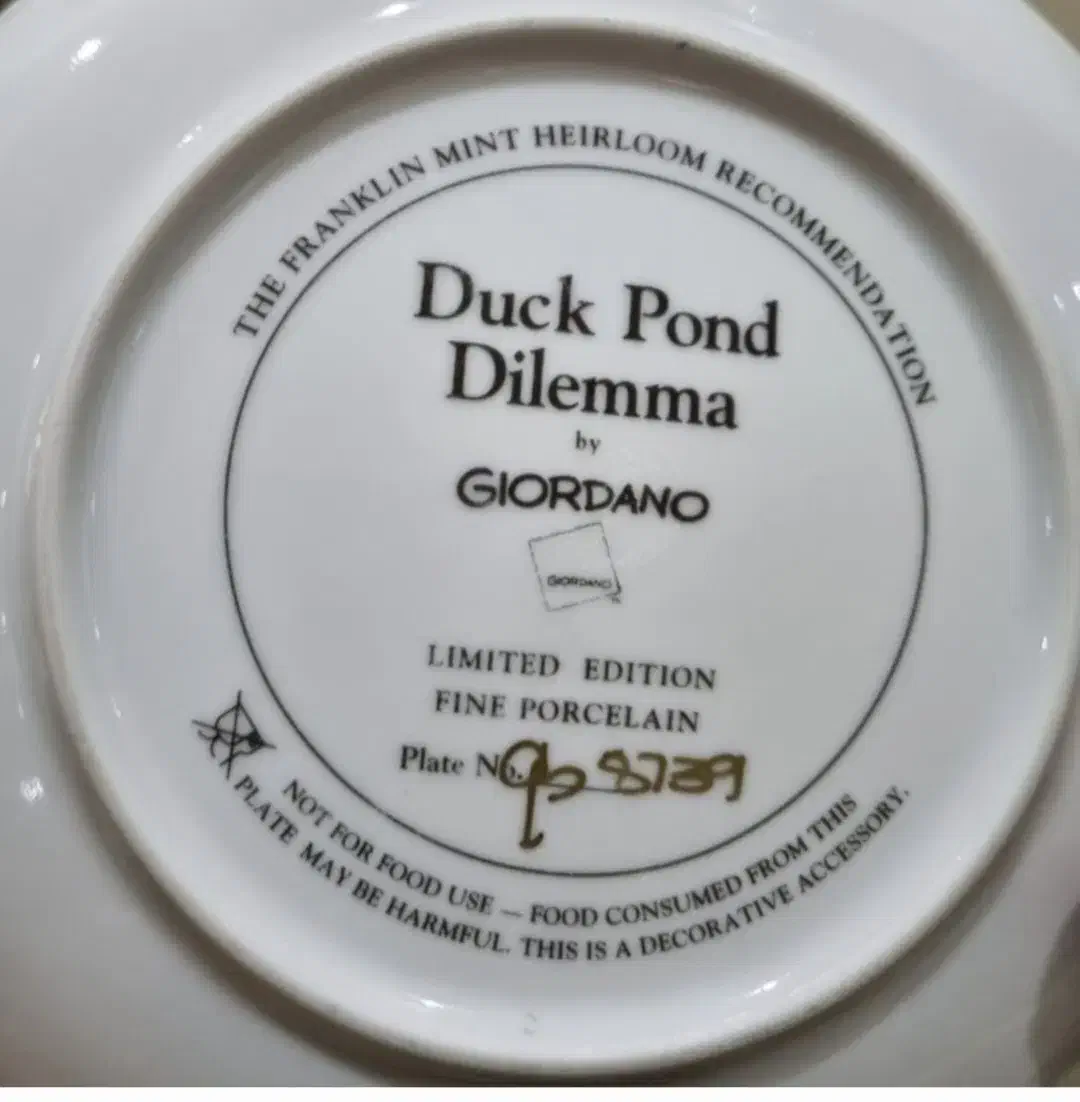 THE FRANKLIN MINT HEIRLOOM RECOMMENDATION
Duck Pond
Dilemma
by
GIORDANO
GIORDANO
LIMITED EDITION
FINE PORCELAIN
Plate No. 8739
NOT FOR FOOD USE — FOOD CONSUMED FROM THIS
PLATE MAY BE HARMFUL. THIS IS A DECORATIVE ACCESSORY.